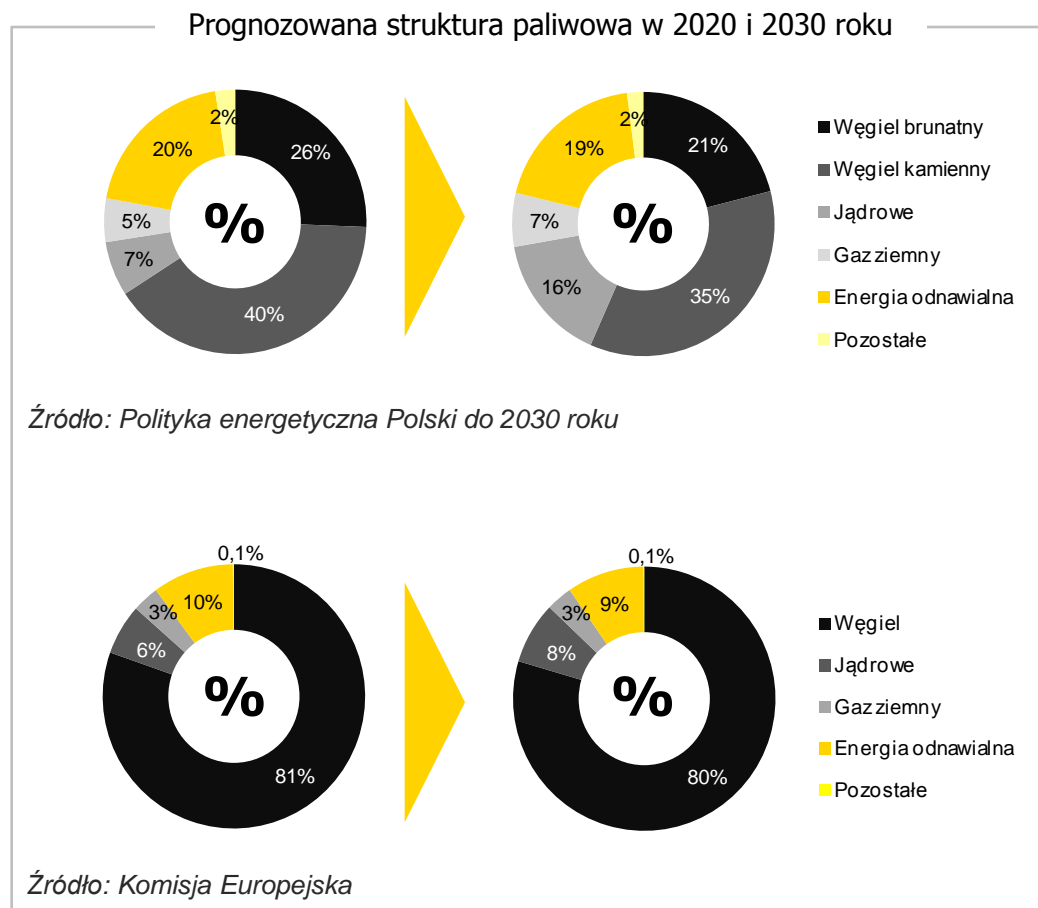 Prognozowana struktura paliwowa w 2020 i 2030 roku
2%
20%
26%
5%
7%
40%
%
2%
19%
21%
7%
16%
35%
%
Węgiel brunatny
Węgiel kamienny
Jądrowe
Gaz ziemny
Energia odnawialna
Pozostałe
Źródło: Polityka energetyczna Polski do 2030 roku
0,1%
10%
3%
6%
81%
%
0,1%
9%
3%
8%
80%
%
Węgiel
Jądrowe
Gaz ziemny
Energia odnawialna
Pozostałe
Źródło: Komisja Europejska